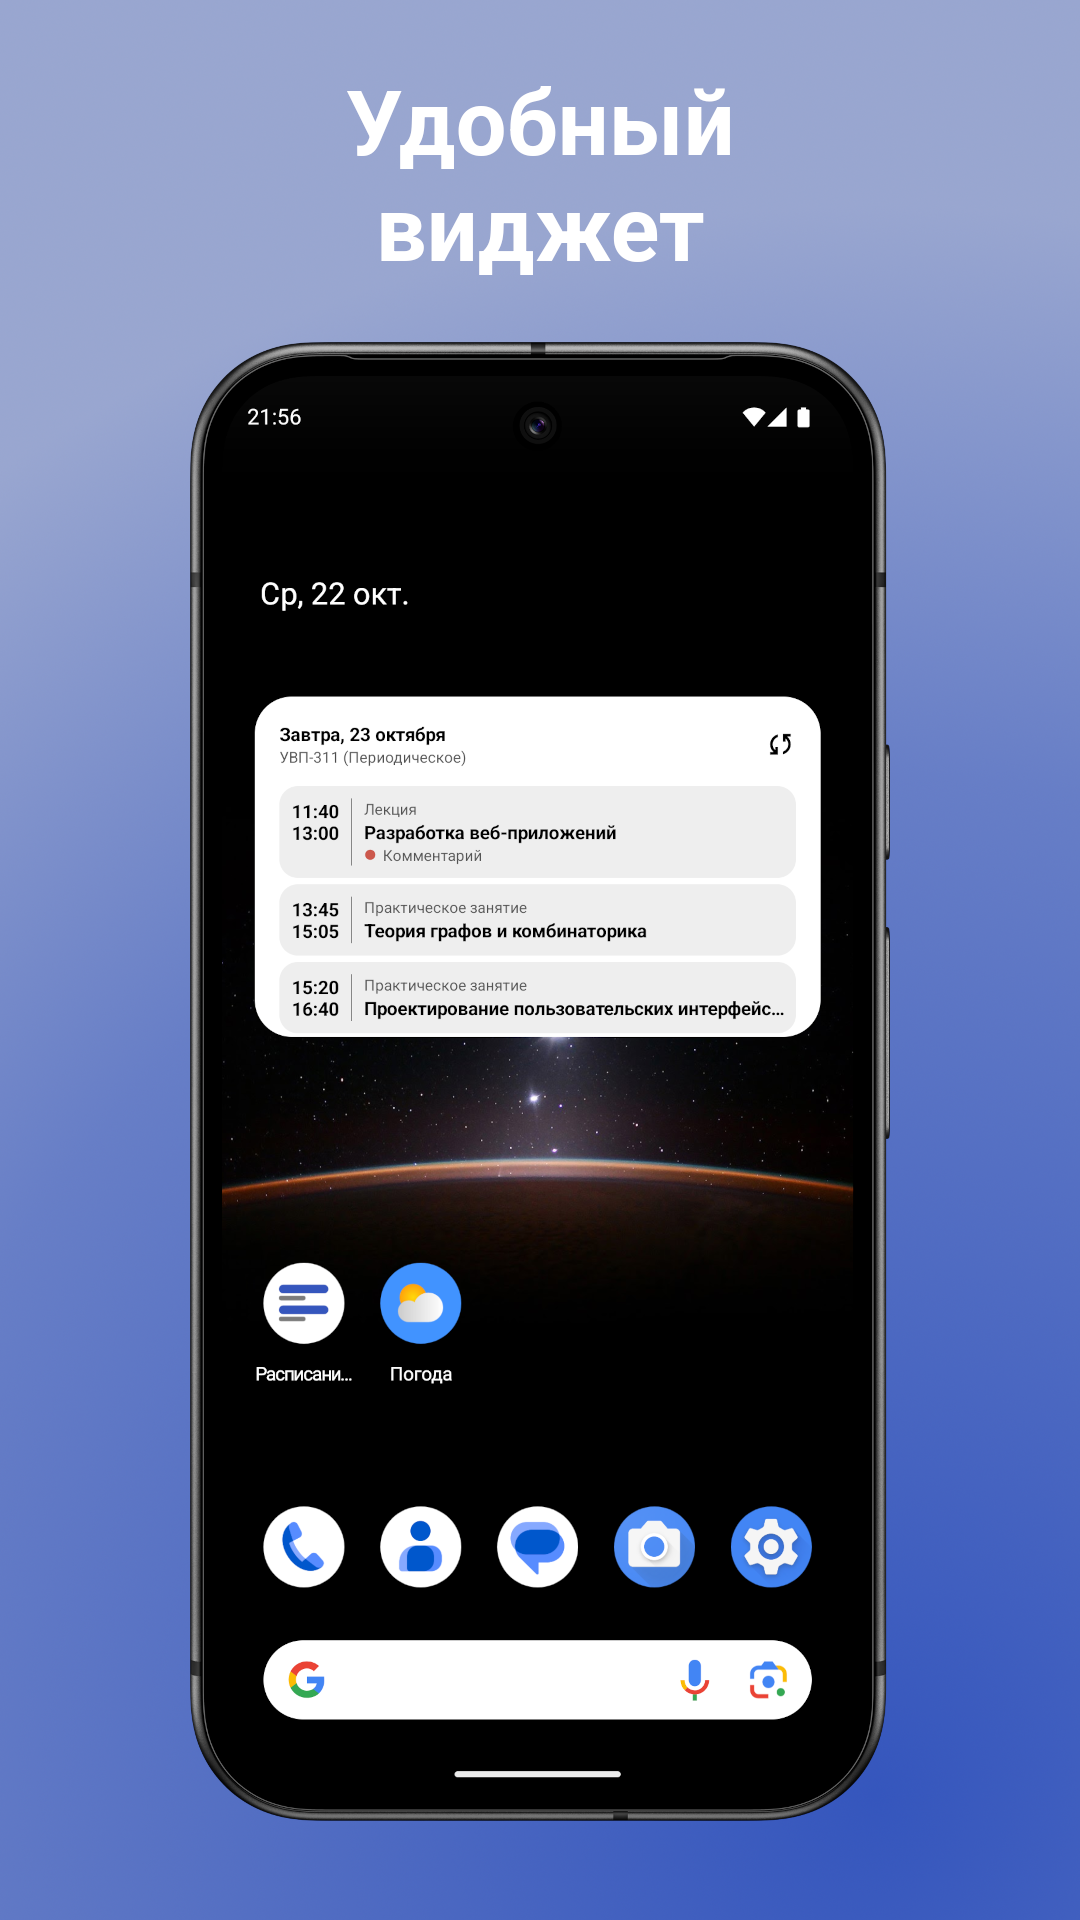 Удобный
виджет
21:56
Ср, 22 окт.
Завтра, 23 октября
УВП-311 (Периодическое)
11:40
13:00
Лекция
Разработка веб-приложений
Комментарий
13:45
15:05
Практическое занятие
Теория графов и комбинаторика
15:20
16:40
Практическое занятие
Проектирование пользовательских интерфейс...
Расписани...
Погода